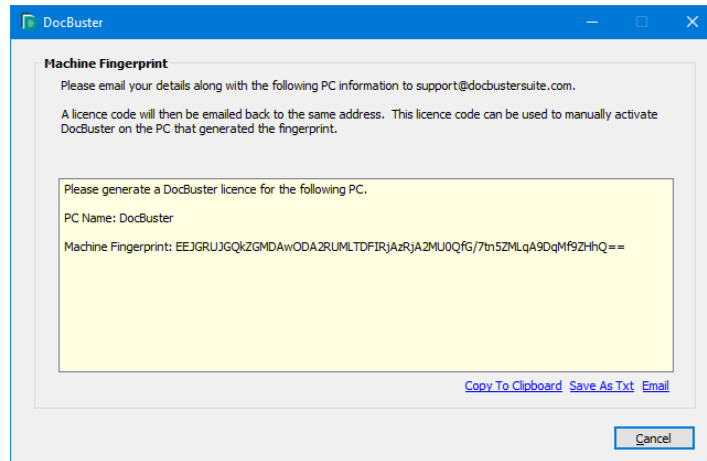 DocBuster
Machine Fingerprint
Please email your details along with the following PC information to support@docbustersuite.com.
A licence code will then be emailed back to the same address. This licence code can be used to manually activate
DocBuster on the PC that generated the fingerprint.
Please generate a DocBuster licence for the following PC.
PC Name: DocBuster
Machine Fingerprint: EEJGRUJGQkZGMDAwODA2RUMLTDFIRjAzRjA2MU0QfG/7tn5ZMLqA9DqMf9ZHhQ==
Copy To Clipboard Save As Txt Email
Cancel